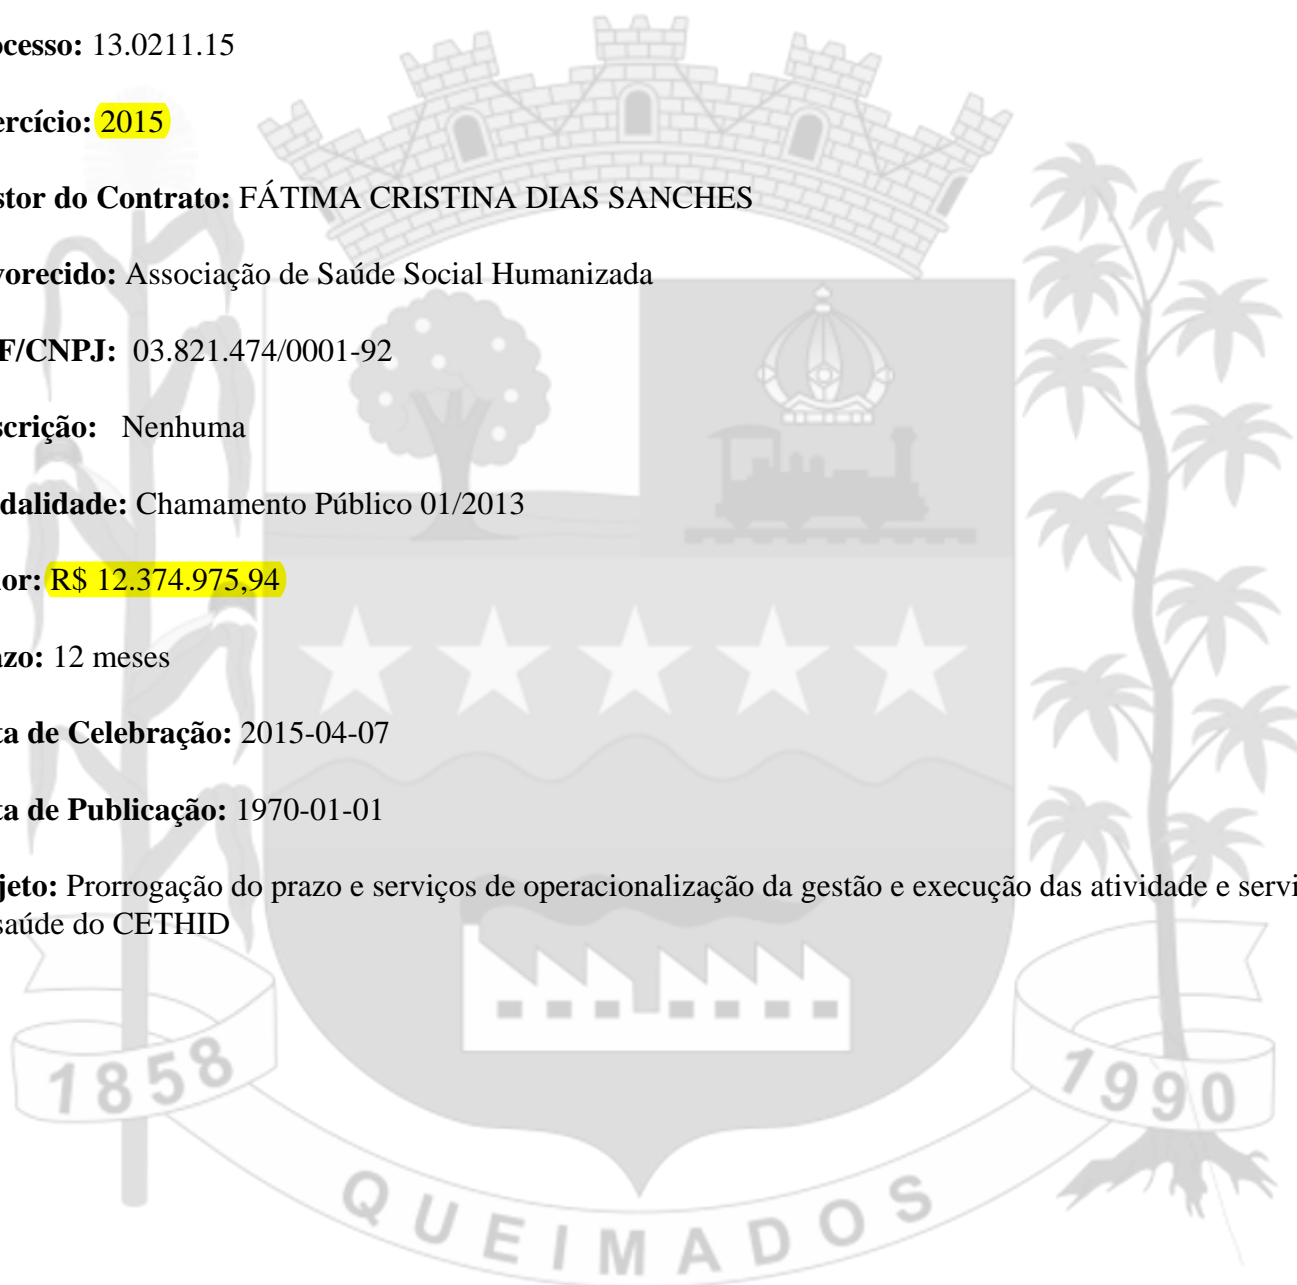 ocesso: 13.0211.15
ercício: 2015
stor do Contrato: FÁTIMA CRISTINA DIAS SANCHES
vorecido: Associação de Saúde Social Humanizada
F/CNPJ: 03.821.474/0001-92
scrição: Nenhuma
dalidade: Chamamento Público 01/2013
lor: R$ 12.374.975,94
azo: 12 meses
ta de Celebração: 2015-04-07
ta de Publicação: 1970-01-01
jeto: Prorrogação do prazo e serviços de operacionalização da gestão e execução das atividade e servi
saúde do CETHID
1858
1990
QUEIMADOS